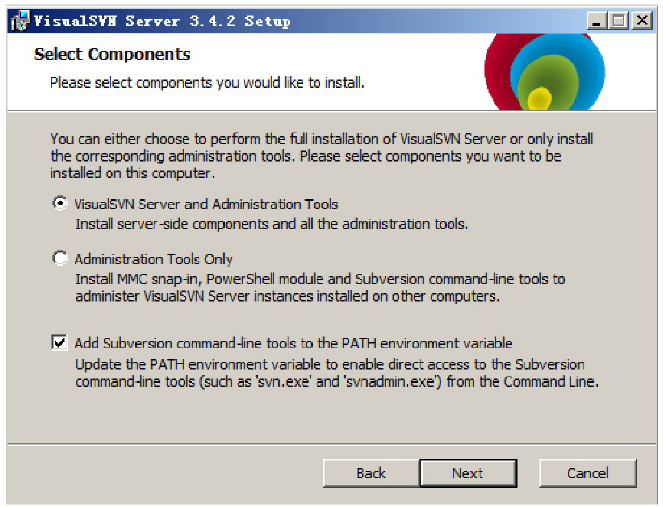 VisualSVN Server 3.4.2 Setup
Select Components
Please select components you would like to install.
You can either choose to perform the full installation of VisualSVN Server or only install
the corresponding administration tools. Please select components you want to be
installed on this computer.
VisualSVN Server and Administration Tools
Install server-side components and all the administration tools.
Administration Tools Only
Install MMC snap-in, PowerShell module and Subversion command-line tools to
administer VisualSVN Server instances installed on other computers.
Add Subversion command-line tools to the PATH environment variable
Update the PATH environment variable to enable direct access to the Subversion
command-line tools (such as 'svn.exe' and 'svnadmin.exe') from the Command Line.
Back Next Cancel